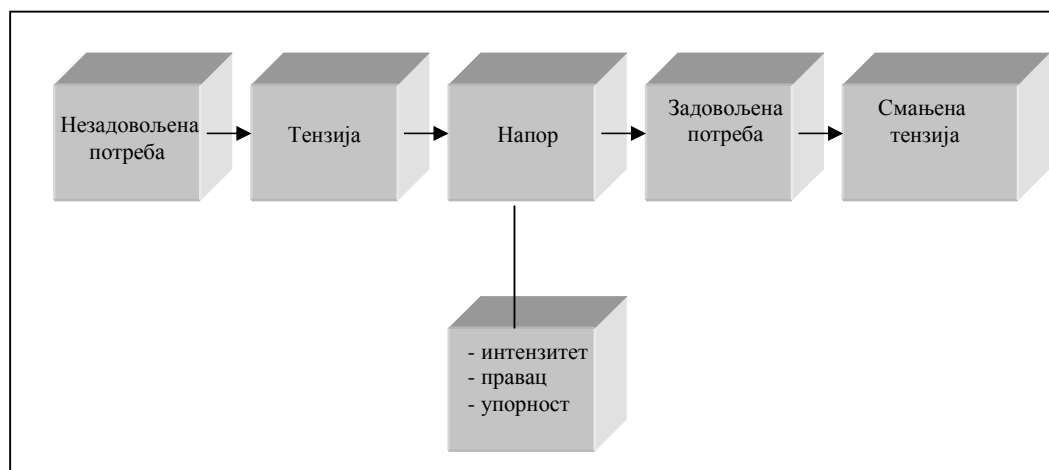 Незадовољена
потреба
Тензија
Напор
Задовољена
потреба
Смањена
тензија
- интензитет
- правац
- упорност